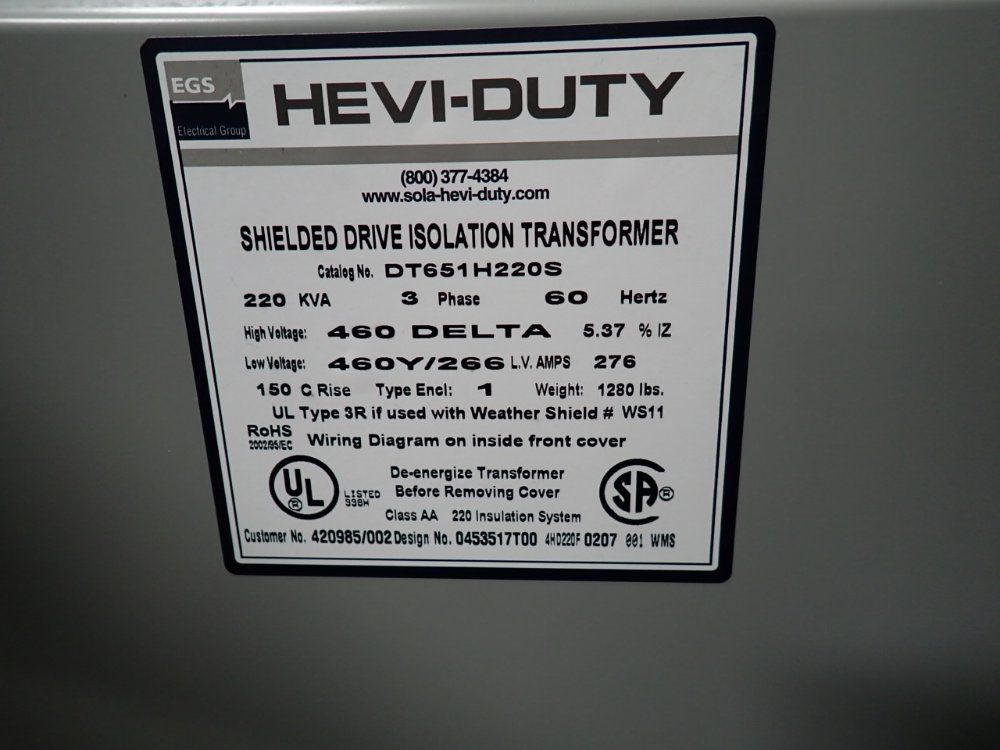 EGS
Electrical Group
HEVI-DUTY
(800) 377-4384
www.sola-hevi-duty.com
SHIELDED DRIVE ISOLATION TRANSFORMER
Catalog No. DT651H220S
220 KVA 3 Phase 60 Hertz
High Voltage: 460 DELTA 5.37 % IZ
Low Voltage: 460Y/266 L.V. AMPS 276
150 C Rise Type Encl: 1 Weight: 1280 lbs.
UL Type 3R if used with Weather Shield # WS11
RoHS
2002/95/EC
Wiring Diagram on inside front cover
UL ®
LISTED
998H
De-energize Transformer
Before Removing Cover
SA ®
Class AA 220 Insulation System
Customer No. 420985/002 Design No. 0453517T00 4HD220F 0207 001 WMS